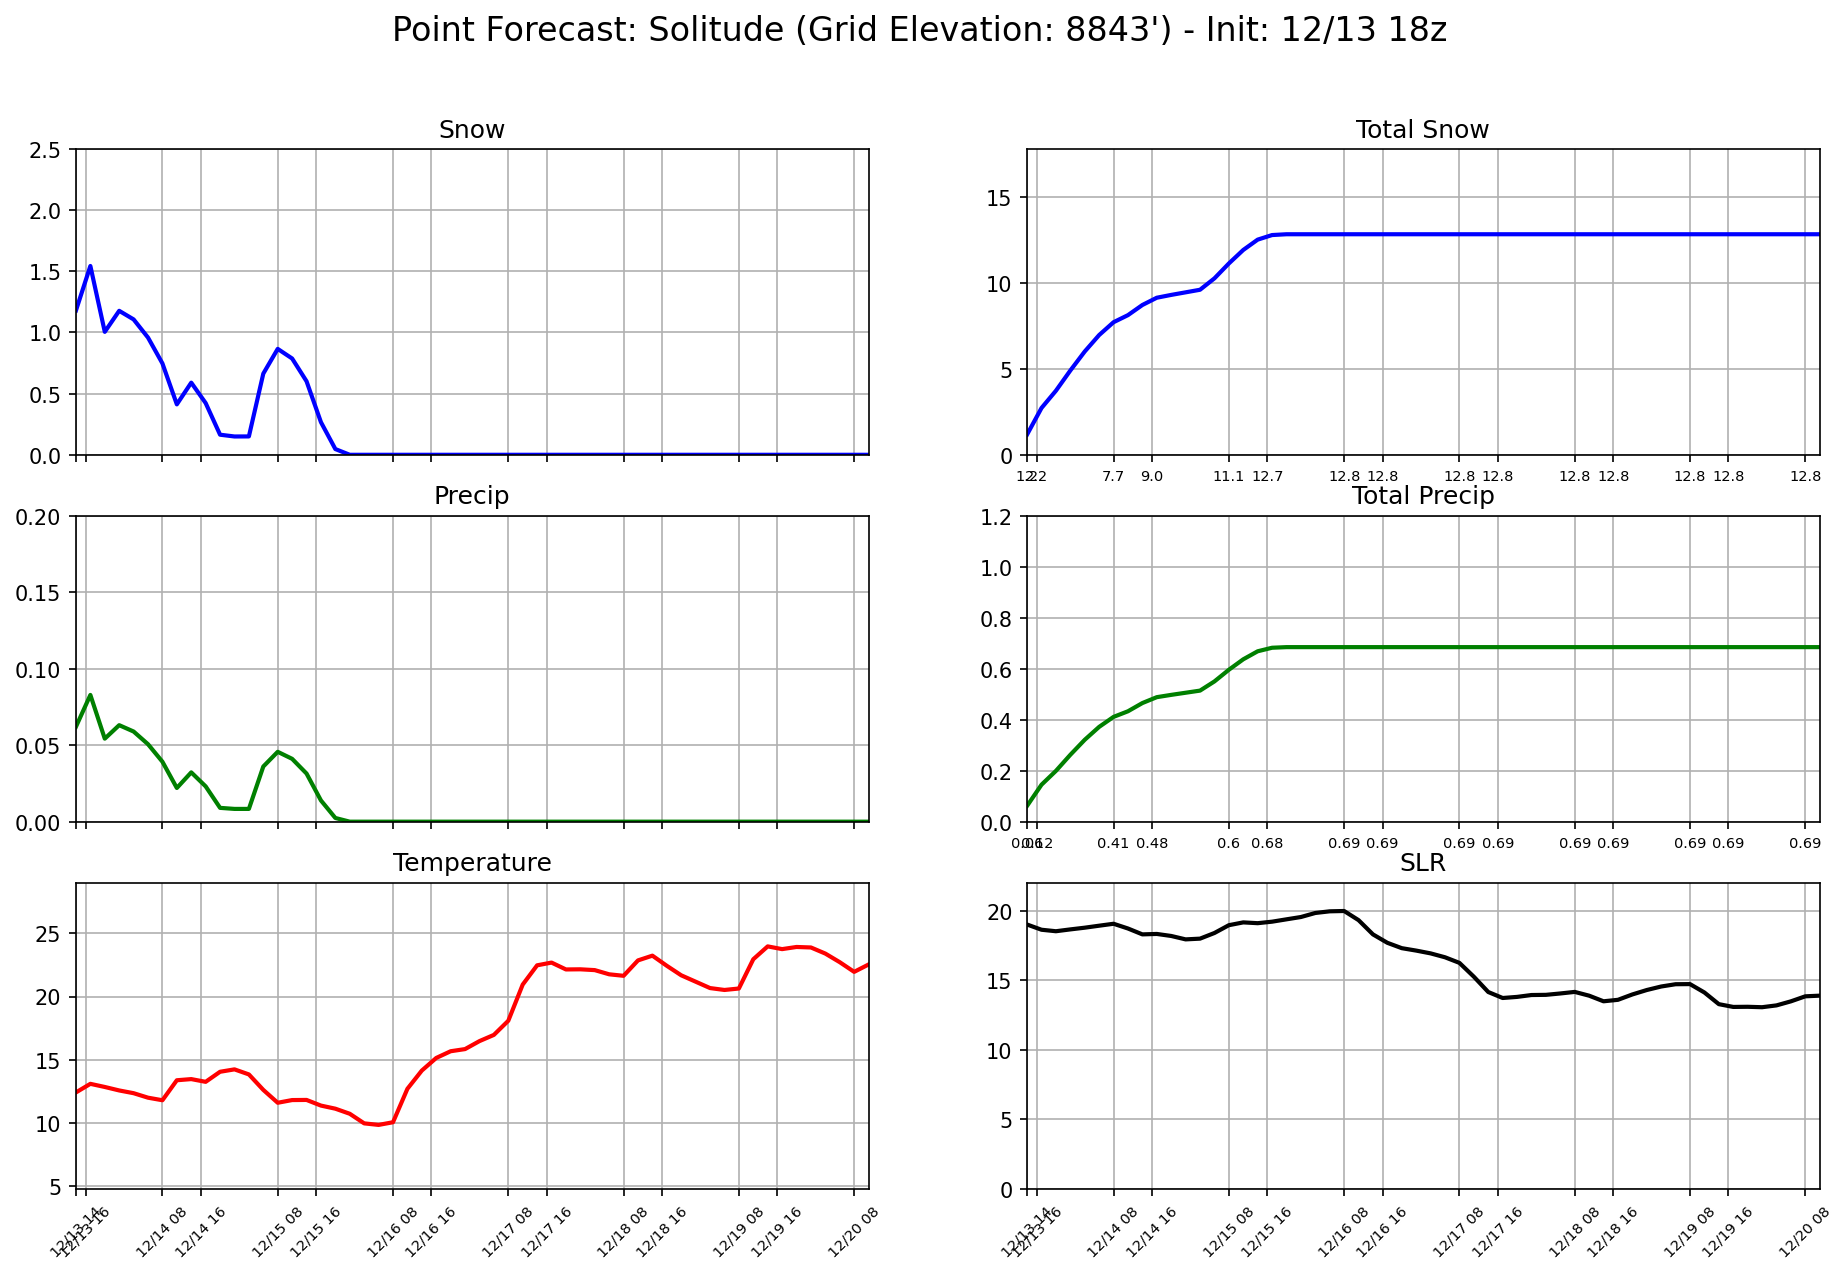 Point Forecast: Solitude (Grid Elevation: 8843') - Init: 12/13 18z
Snow
2.5
2.0
1.5
1.0
0.5
0.0
Total Snow
15
10
5
0
7.7 9.0 11.1 12.7 12.8 12.8 12.8 12.8 12.8 12.8 12.8 12.8 12.8
Precip
0.20
0.15
0.10
0.05
0.00
Total Precip
1.2
1.0
0.8
0.6
0.4
0.2
0.0
0.41 0.48 0.6 0.68 0.69 0.69 0.69 0.69 0.69 0.69 0.69 0.69 0.69
Temperature
25
20
15
10
5
12/13 16 12/14 08 12/14 16 12/15 08 12/15 16 12/16 08 12/16 16 12/17 08 12/17 16 12/18 08 12/18 16 12/19 08 12/19 16 12/20 08
SLR
20
15
10
5
0
12/13 16 12/14 08 12/14 16 12/15 08 12/15 16 12/16 08 12/16 16 12/17 08 12/17 16 12/18 08 12/18 16 12/19 08 12/19 16 12/20 08